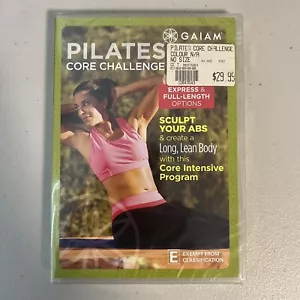 PILATES
GAIAM
CORE CHALLENGE
PILATES CORE CHALLENGE
COLOUR N/A
NO SIZE
$29.95
EXPRESS &
FULL-LENGTH
OPTIONS
SCULPT
YOUR ABS
& create a
Long, Lean Body
with this
Core Intensive
Program
E
EXEMPT FROM
CLASSIFICATION